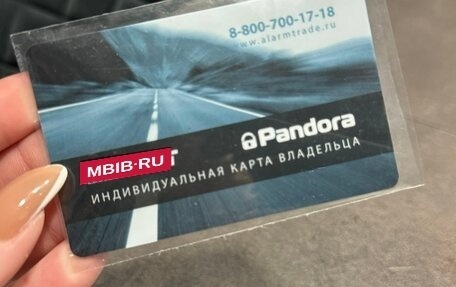 8-800-700-17-18
www.alarmtrade.ru
Pandora
MBIB.RU
ИНДИВИДУАЛЬНАЯ КАРТА ВЛАДЕЛЬЦА